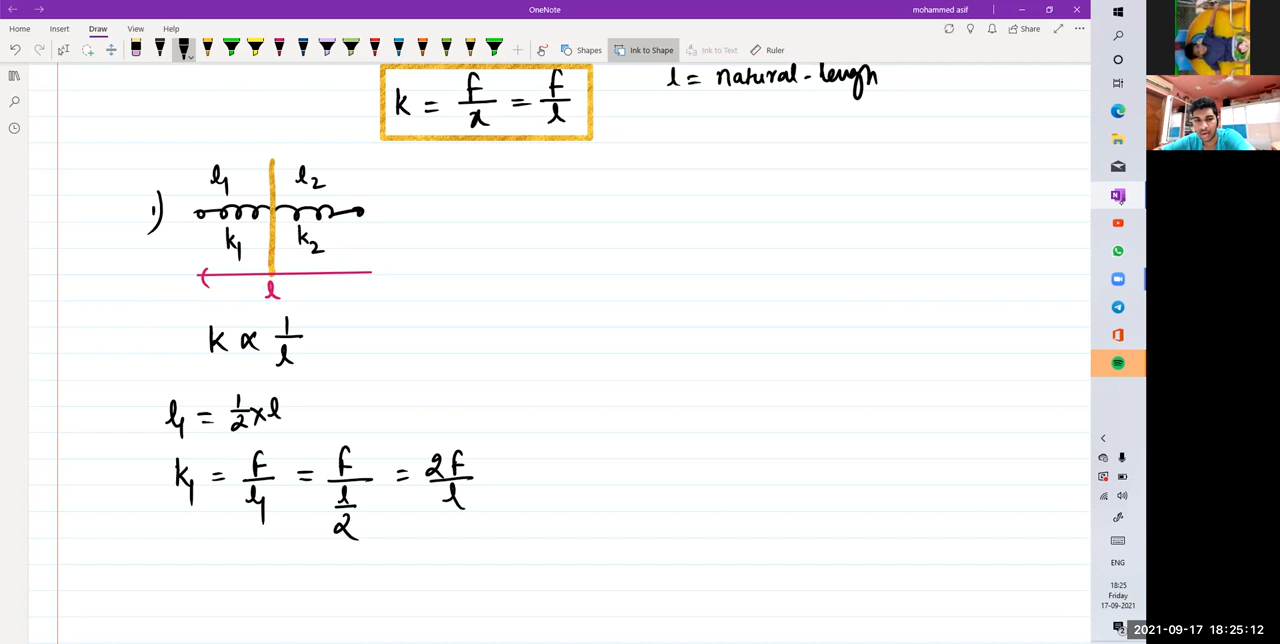 OneNote
mohammed asif
Home Insert Draw View Help
Share
Shapes Ink to Shape Ink to Text Ruler
k = f/x = f/l
l = natural-lengh
1)
l₁ l₂
k₁ k₂
l
k ∝ 1/l
l₁ = 1/2 x l
k₁ = f/l₁ = f/(l/2) = 2f/l
ENG
18:25
Friday
17-09-2021
2021-09-17 18:25:12